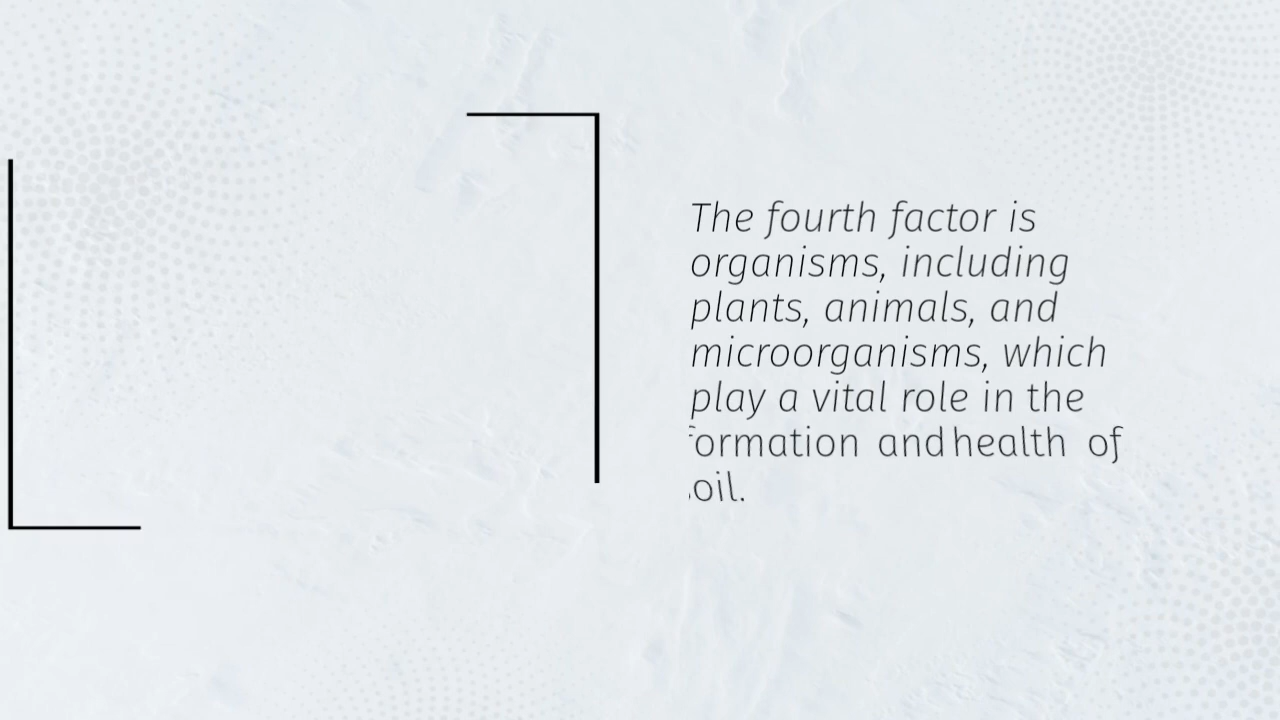 The fourth factor is
organisms, including
plants, animals, and
microorganisms, which
play a vital role in the
formation and health of
soil.